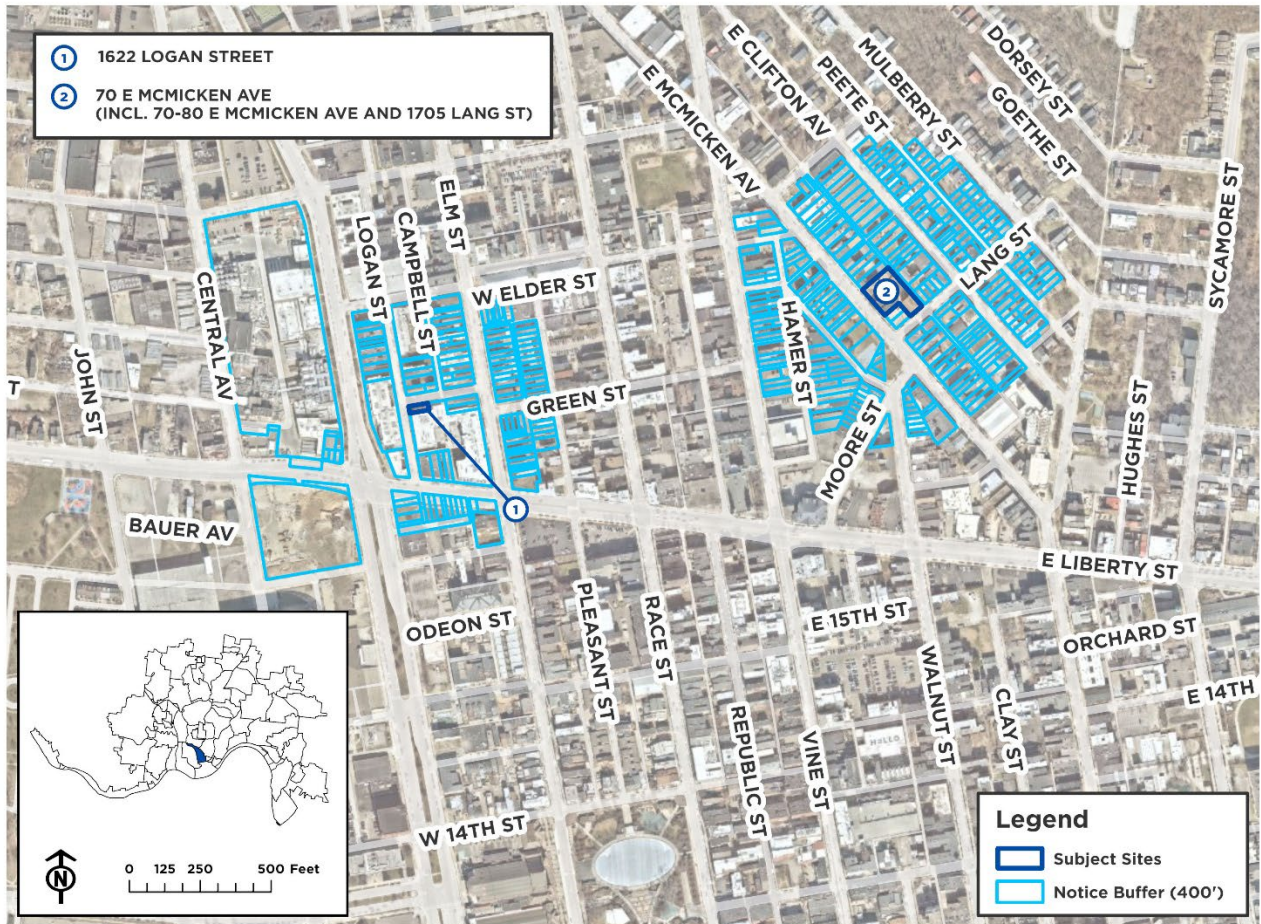 1
1622 LOGAN STREET
2
70 E MCMICKEN AVE
(INCL. 70-80 E MCMICKEN AVE AND 1705 LANG ST)
E MCMICKEN AV
E CLIFTON AV
PEETE ST
MULBERRY ST
DORSEY ST
GOETHE ST
SYCAMORE ST
LANG ST
2
ELM ST
CAMPBELL ST
LOGAN ST
W ELDER ST
CENTRAL AV
JOHN ST
T
GREEN ST
HAMER ST
MOORE ST
HUGHES ST
1
BAUER AV
E LIBERTY ST
ODEON ST
PLEASANT ST
RACE ST
E 15TH ST
ORCHARD ST
E 14TH
WALNUT ST
CLAY ST
REPUBLIC ST
VINE ST
HELLO
W 14TH ST
N
0 125 250 500 Feet
Legend
Subject Sites
Notice Buffer (400')